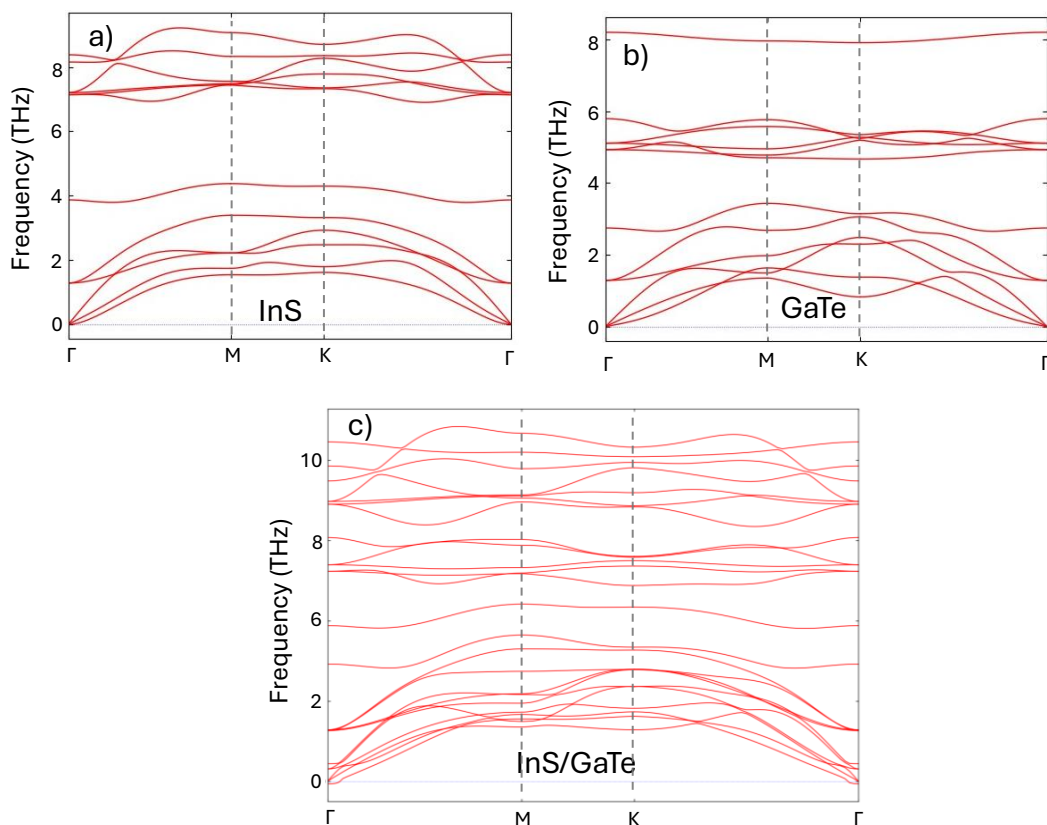 a)
Frequency (THz)
8
6
4
2
0
InS
Γ
M
K
Γ
b)
Frequency (THz)
8
6
4
2
0
GaTe
Γ
M
K
Γ
c)
Frequency (THz)
10
8
6
2
0
InS/GaTe
Γ
M
K
Γ